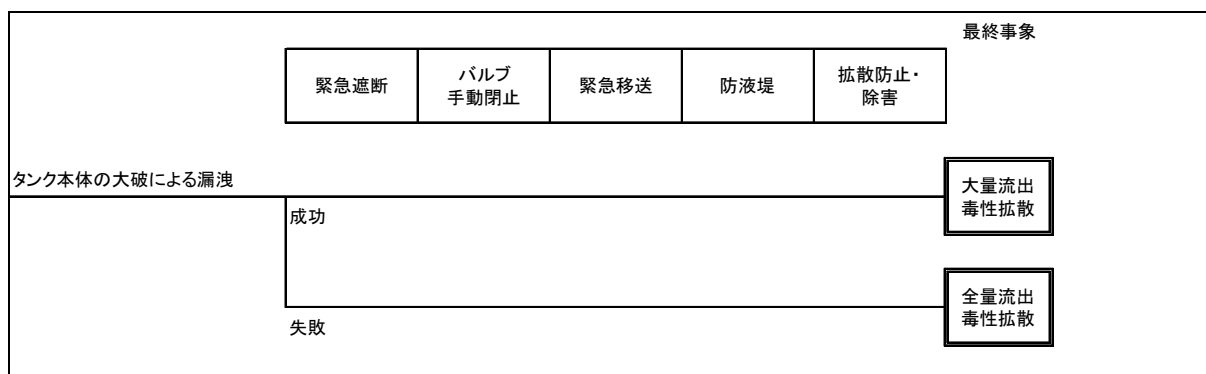 最終事象
緊急遮断
バルブ
手動閉止
緊急移送
防液堤
拡散防止・
除害
タンク本体の大破による漏洩
大量流出
毒性拡散
成功
全量流出
毒性拡散
失敗